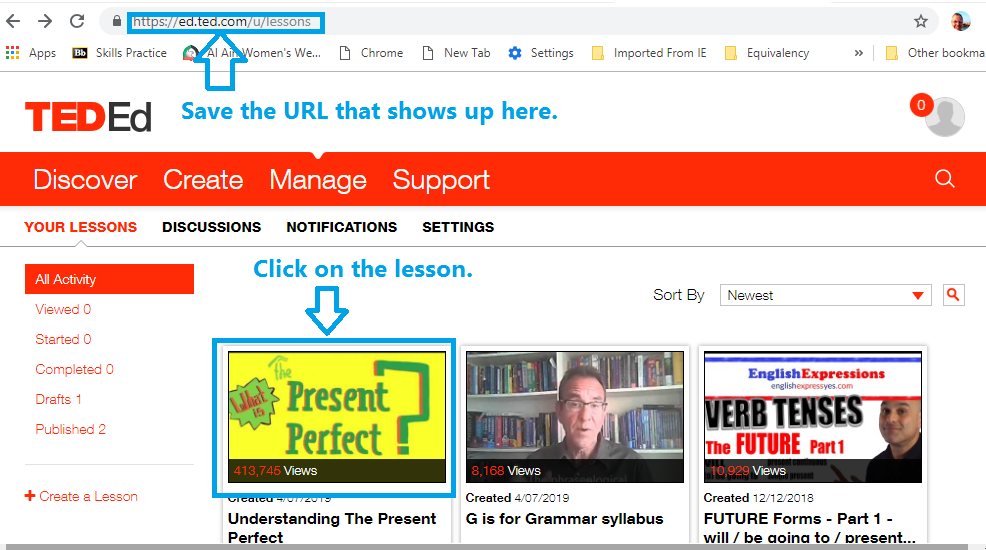 https://ed.ted.com/u/lessons
Apps
Bb
Skills Practice
Al Ain Women's We...
Chrome
New Tab
Settings
Imported From IE
Equivalency
»
Other bookma
Save the URL that shows up here.
TEDEd
0
Discover Create Manage Support
YOUR LESSONS DISCUSSIONS NOTIFICATIONS SETTINGS
Click on the lesson.
Sort By Newest
All Activity
Viewed 0
Started 0
Completed 0
Drafts 1
Published 2
+ Create a Lesson
What is
the
Present
Perfect
?
413,745 Views
Created 4/07/2019
Understanding The Present
Perfect
8,168 Views
Created 4/07/2019
G is for Grammar syllabus
EnglishExpressions
englishexpressyes.com
VERB TENSES
The FUTURE Part 1
10,929 Views
Created 12/12/2018
FUTURE Forms - Part 1 -
will / be going to / present...